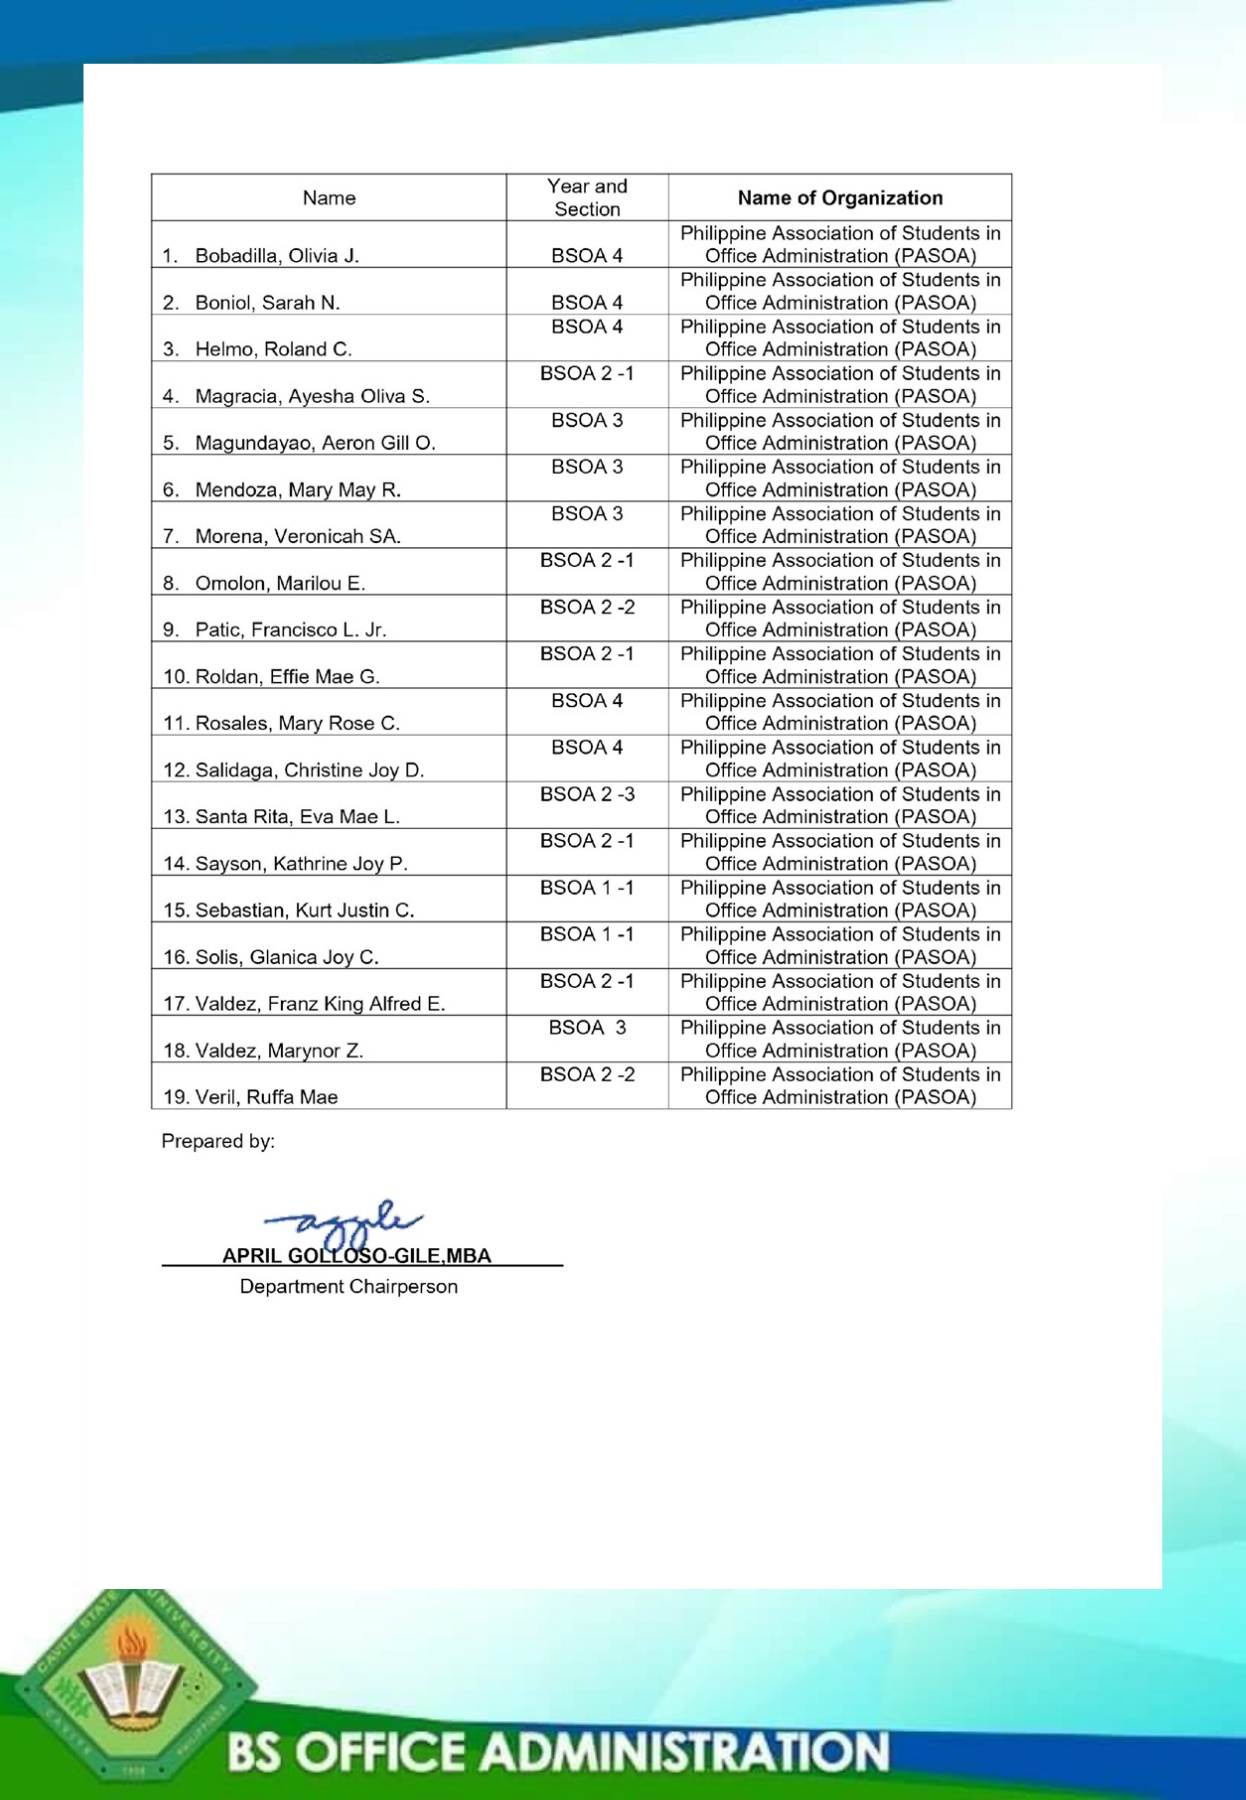 Name
Year and
Section
Name of Organization
1. Bobadilla, Olivia J.
BSOA 4
Philippine Association of Students in
Office Administration (PASOA)
2. Boniol, Sarah N.
BSOA 4
Philippine Association of Students in
Office Administration (PASOA)
3. Helmo, Roland C.
BSOA 4
Philippine Association of Students in
Office Administration (PASOA)
4. Magracia, Ayesha Oliva S.
BSOA 2 -1
Philippine Association of Students in
Office Administration (PASOA)
5. Magundayao, Aeron Gill O.
BSOA 3
Philippine Association of Students in
Office Administration (PASOA)
6. Mendoza, Mary May R.
BSOA 3
Philippine Association of Students in
Office Administration (PASOA)
7. Morena, Veronicah SA.
BSOA 3
Philippine Association of Students in
Office Administration (PASOA)
8. Omolon, Marilou E.
BSOA 2 -1
Philippine Association of Students in
Office Administration (PASOA)
9. Patic, Francisco L. Jr.
BSOA 2 -2
Philippine Association of Students in
Office Administration (PASOA)
10. Roldan, Effie Mae G.
BSOA 2 -1
Philippine Association of Students in
Office Administration (PASOA)
11. Rosales, Mary Rose C.
BSOA 4
Philippine Association of Students in
Office Administration (PASOA)
12. Salidaga, Christine Joy D.
BSOA 4
Philippine Association of Students in
Office Administration (PASOA)
13. Santa Rita, Eva Mae L.
BSOA 2 -3
Philippine Association of Students in
Office Administration (PASOA)
14. Sayson, Kathrine Joy P.
BSOA 2 -1
Philippine Association of Students in
Office Administration (PASOA)
15. Sebastian, Kurt Justin C.
BSOA 1 -1
Philippine Association of Students in
Office Administration (PASOA)
16. Solis, Glanica Joy C.
BSOA 1 -1
Philippine Association of Students in
Office Administration (PASOA)
17. Valdez, Franz King Alfred E.
BSOA 2 -1
Philippine Association of Students in
Office Administration (PASOA)
18. Valdez, Marynor Z.
BSOA 3
Philippine Association of Students in
Office Administration (PASOA)
19. Veril, Ruffa Mae
BSOA 2 -2
Philippine Association of Students in
Office Administration (PASOA)
Prepared by:
APRIL GOLLOSO-GILE,MBA
Department Chairperson
CAVITE STATE UNIVERSITY
CAVITE PHILIPPINES
BS OFFICE ADMINISTRATION